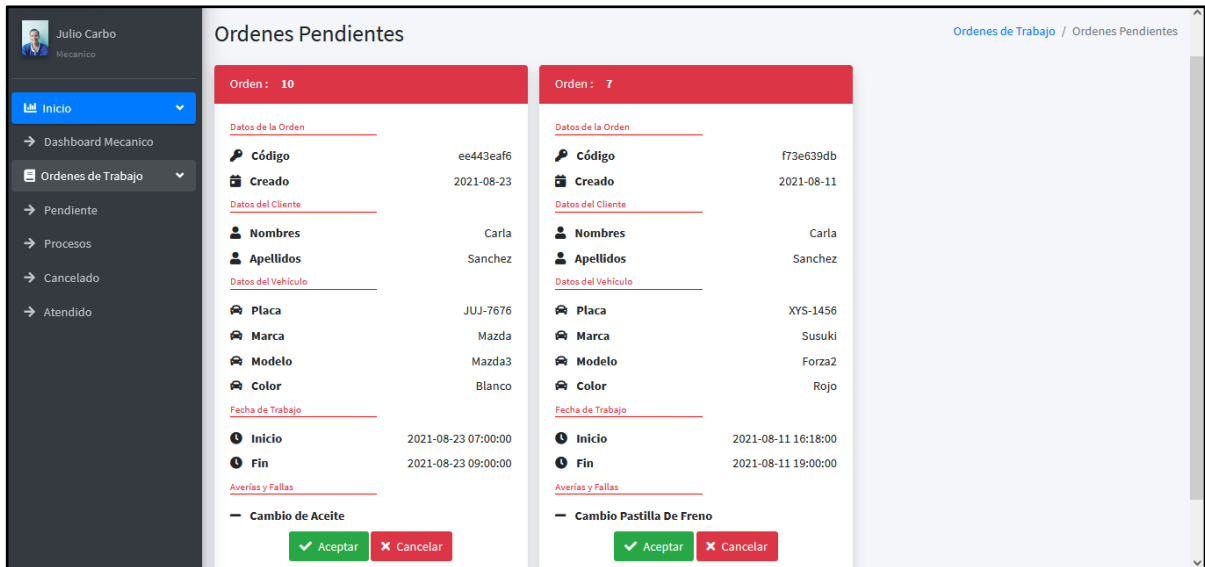 Julio Carbo
Mecanico
Inicio
Dashboard Mecanico
Ordenes de Trabajo
Pendiente
Procesos
Cancelado
Atendido
Ordenes Pendientes
Ordenes de Trabajo / Ordenes Pendientes
Orden : 10
Datos de la Orden
Código ee443eaf6
Creado 2021-08-23
Datos del Cliente
Nombres Carla
Apellidos Sanchez
Datos del Vehículo
Placa JUJ-7676
Marca Mazda
Modelo Mazda3
Color Blanco
Fecha de Trabajo
Inicio 2021-08-23 07:00:00
Fin 2021-08-23 09:00:00
Averías y Fallas
Cambio de Aceite
Aceptar Cancelar
Orden : 7
Datos de la Orden
Código f73e639db
Creado 2021-08-11
Datos del Cliente
Nombres Carla
Apellidos Sanchez
Datos del Vehículo
Placa XYS-1456
Marca Susuki
Modelo Forza2
Color Rojo
Fecha de Trabajo
Inicio 2021-08-11 16:18:00
Fin 2021-08-11 19:00:00
Averías y Fallas
Cambio Pastilla De Freno
Aceptar Cancelar